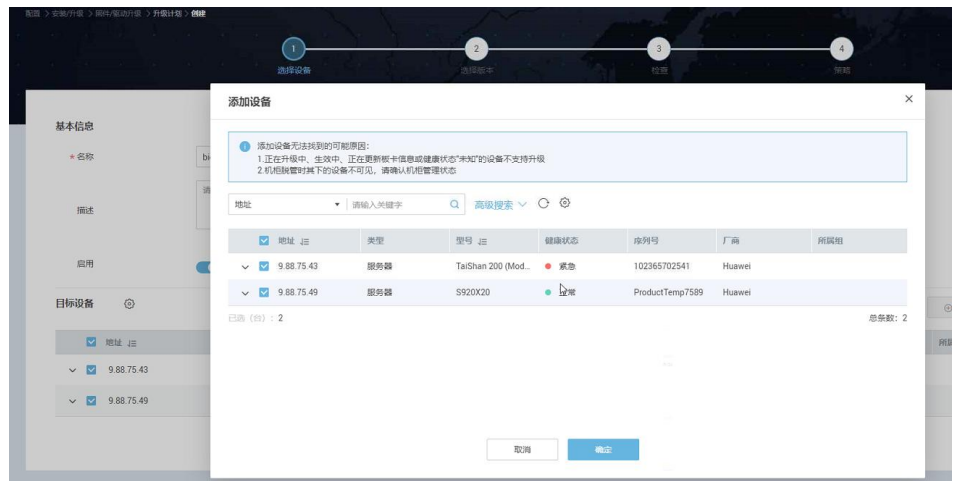 配置 > 安装/升级 > 固件/驱动升级 > 升级计划 > 创建
1 2 3 4
选择设备 选择版本 检查 策略
添加设备 ×
基本信息
* 名称 bi
描述
启用
目标设备
地址
9.88.75.43
9.88.75.49
添加设备无法找到的可能原因：
1.正在升级中、生效中、正在更新板卡信息或健康状态"未知"的设备不支持升级
2.机柜脱管时其下的设备不可见，请确认机柜管理状态
地址 请输入关键字 高级搜索
地址 类型 型号 健康状态 序列号 厂商 所属组
9.88.75.43 服务器 TaiShan 200 (Mod... 紧急 102365702541 Huawei
9.88.75.49 服务器 S920X20 正常 ProductTemp7589 Huawei
已选（台）: 2 总条数: 2
取消 确定